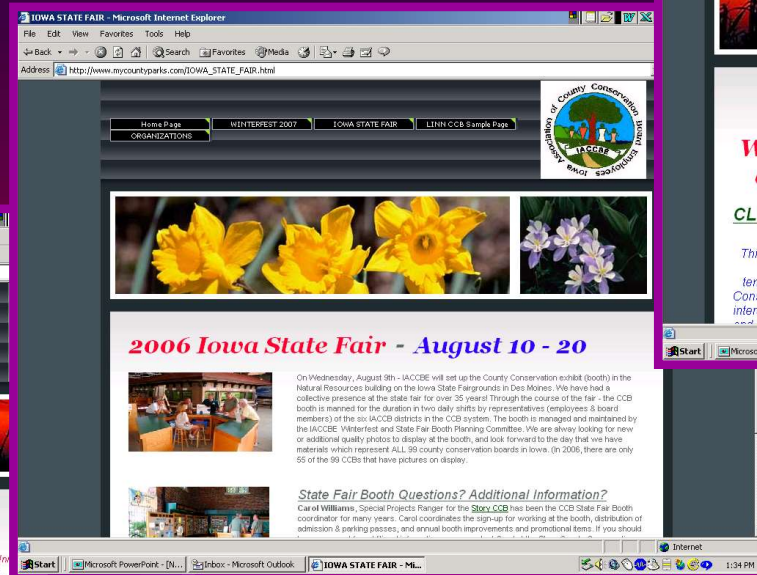 IOWA STATE FAIR - Microsoft Internet Explorer
File Edit View Favorites Tools Help
Back Search Favorites Media
Address http://www.mycountyparks.com/IOWA_STATE_FAIR.html
Home Page WINTERFEST 2007 IOWA STATE FAIR LINN CCB Sample Page
ORGANIZATIONS
Association of County Conservation Board Employees Iowa
IACCBE
2006 Iowa State Fair - August 10 - 20
On Wednesday, August 9th - IACCBE will set up the County Conservation exhibit (booth) in the
Natural Resources building on the Iowa State Fairgrounds in Des Moines. We have had a
collective presence at the state fair for over 35 years! Through the course of the fair - the CCB
booth is manned for the duration in two daily shifts by representatives (employees & board
members) of the six IACCB districts in the CCB system. The booth is managed and maintained by
the IACCBE Winterfest and State Fair Booth Planning Committee. We are alway looking for new
or additional quality photos to display at the booth, and look forward to the day that we have
materials which represent ALL 99 county conservation boards in Iowa. (In 2006, there are only
55 of the 99 CCBs that have pictures on display.
State Fair Booth Questions? Additional Information?
Carol Williams, Special Projects Ranger for the Story CCB has been the CCB State Fair Booth
coordinator for many years. Carol coordinates the sign-up for working at the booth, distribution of
admission & parking passes, and annual booth improvements and promotional items. If you should
Internet
Start Microsoft PowerPoint - [N... Inbox - Microsoft Outlook IOWA STATE FAIR - Mi... 1:34 PM
W
CL
Thi
ten
Cons
inter
Start Microsof